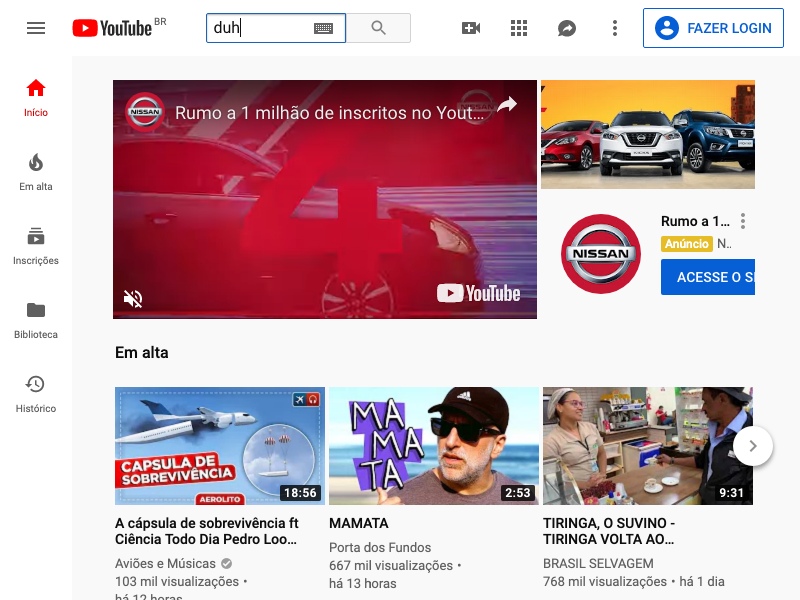 YouTube BR
duh
FAZER LOGIN
Início
Em alta
Inscrições
Biblioteca
Histórico
NISSAN
Rumo a 1 milhão de inscritos no Yout...
4
YouTube
NISSAN
Rumo a 1...
Anúncio N..
ACESSE O SI
Em alta
CÁPSULA DE
SOBREVIVÊNCIA
AEROLITO
18:56
MAMATA
2:53
9:31
A cápsula de sobrevivência ft
Ciência Todo Dia Pedro Loo...
Aviões e Músicas
103 mil visualizações •
há 12 horas
MAMATA
Porta dos Fundos
667 mil visualizações •
há 13 horas
TIRINGA, O SUVINO -
TIRINGA VOLTA AO...
BRASIL SELVAGEM
768 mil visualizações • há 1 dia